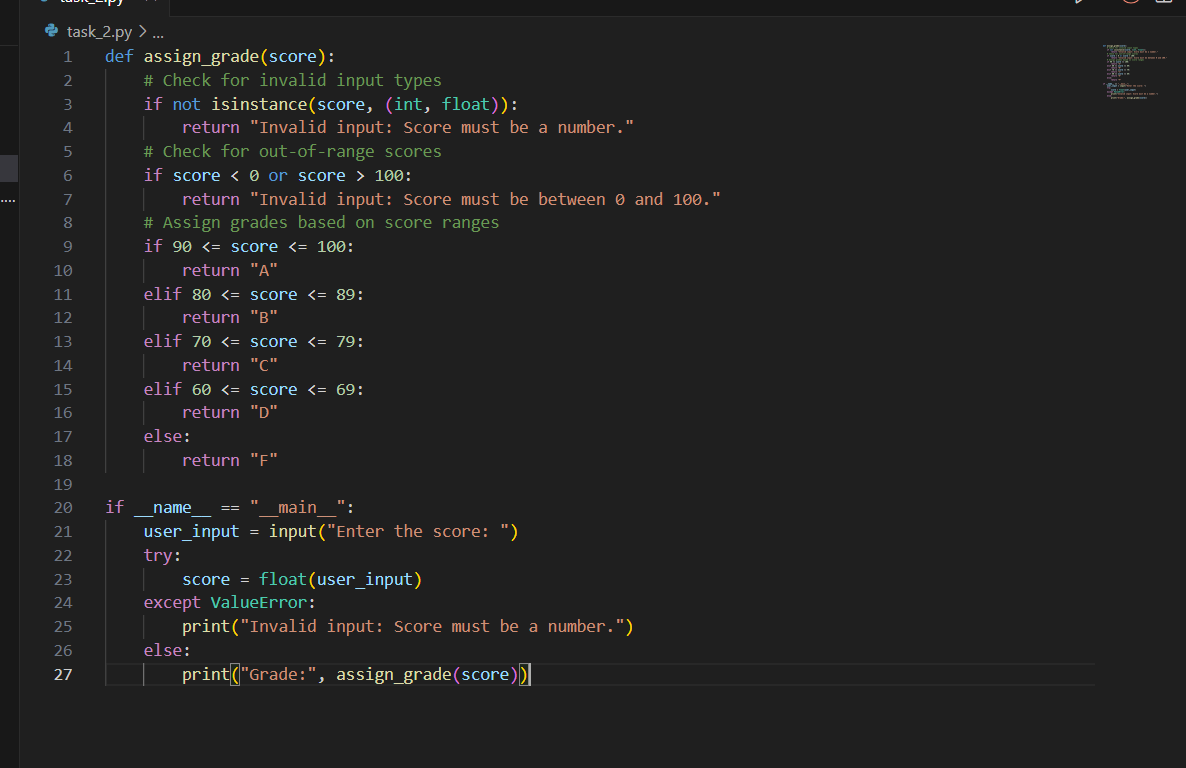 task_2.py
task_2.py > ...
1 def assign_grade(score):
2     # Check for invalid input types
3     if not isinstance(score, (int, float)):
4         return "Invalid input: Score must be a number."
5     # Check for out-of-range scores
6     if score < 0 or score > 100:
7         return "Invalid input: Score must be between 0 and 100."
8     # Assign grades based on score ranges
9     if 90 <= score <= 100:
10         return "A"
11     elif 80 <= score <= 89:
12         return "B"
13     elif 70 <= score <= 79:
14         return "C"
15     elif 60 <= score <= 69:
16         return "D"
17     else:
18         return "F"
19
20 if __name__ == "__main__":
21     user_input = input("Enter the score: ")
22     try:
23         score = float(user_input)
24     except ValueError:
25         print("Invalid input: Score must be a number.")
26     else:
27         print("Grade:", assign_grade(score))